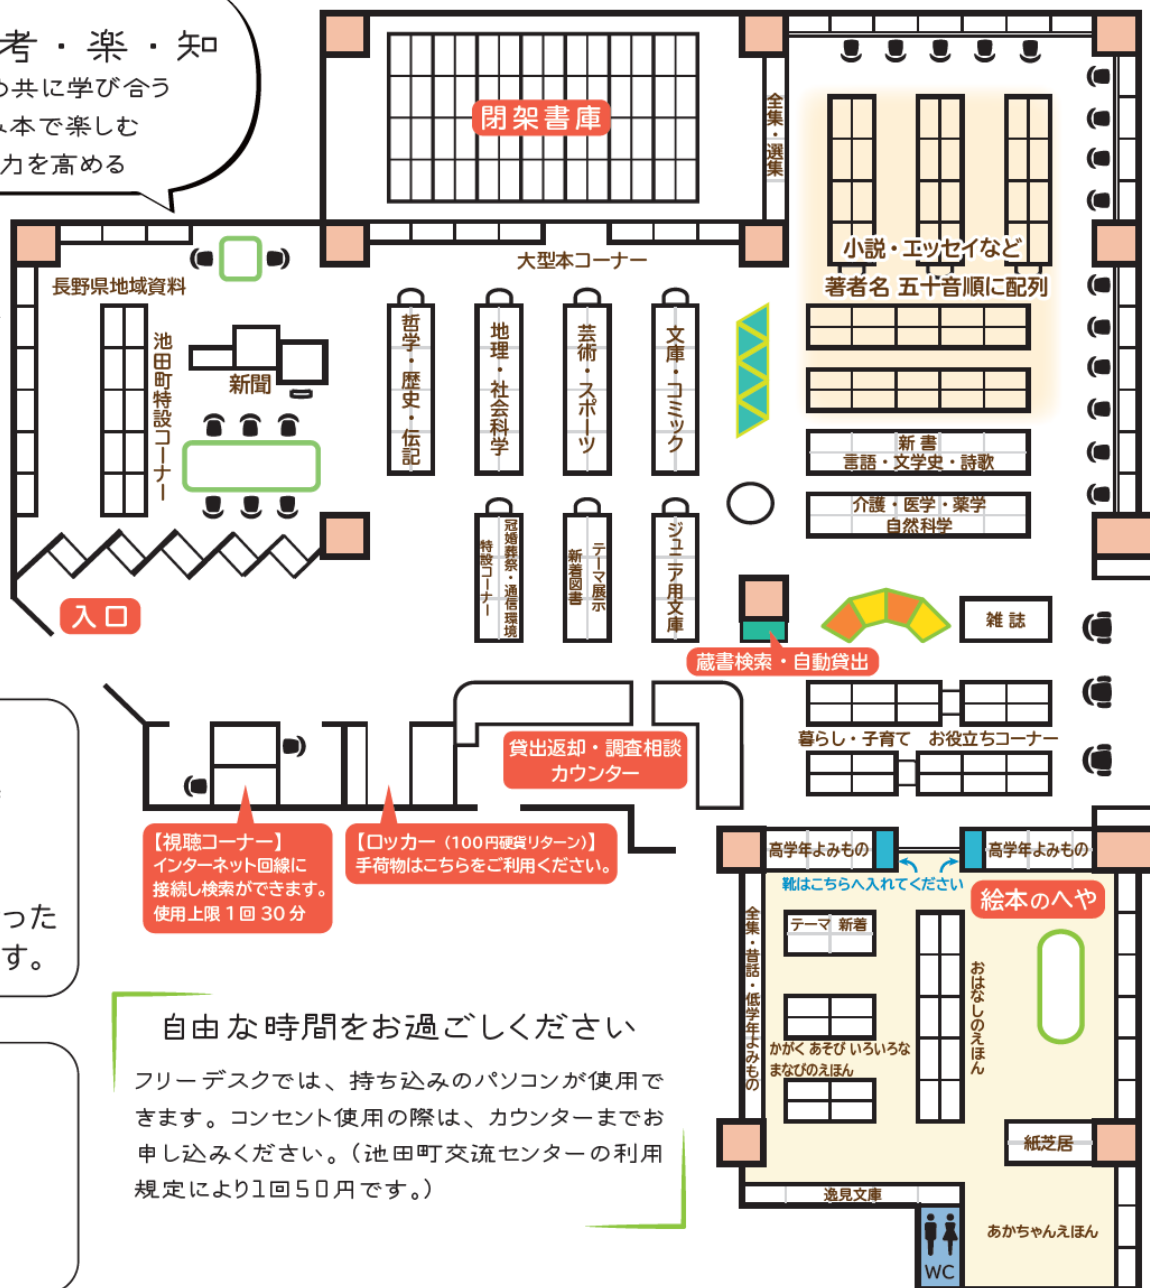 考・楽・知
め共に学び合う
み本で楽しむ
力を高める
閉架書庫
全集・選集
小説・エッセイなど
著者名 五十音順に配列
大型本コーナー
長野県地域資料
池田町特設コーナー
新聞
哲学・歴史・伝記
地理・社会科学
芸術・スポーツ
文庫・コミック
新書
言語・文学史・詩歌
介護・医学・薬学
自然科学
冠婚葬祭・通信環境
特設コーナー
テーマ展示
新着図書
ジュニア用文庫
入口
雑誌
蔵書検索・自動貸出
貸出返却・調査相談
カウンター
暮らし・子育て
お役立ちコーナー
【視聴コーナー】
インターネット回線に
接続し検索ができます。
使用上限1回30分
【ロッカー（100円硬貨リターン）】
手荷物はこちらをご利用ください。
高学年よみもの
高学年よみもの
靴はこちらへ入れてください
絵本のへや
った
す。
テーマ 新着
全集・昔話・低学年よみもの
おはなしのえほん
かがく あそび いろいろな
まなびのえほん
紙芝居
逸見文庫
あかちゃんえほん
WC
自由な時間をお過ごしください
フリーデスクでは、持ち込みのパソコンが使用で
きます。コンセント使用の際は、カウンターまでお
申し込みください。（池田町交流センターの利用
規定により1回50円です。）